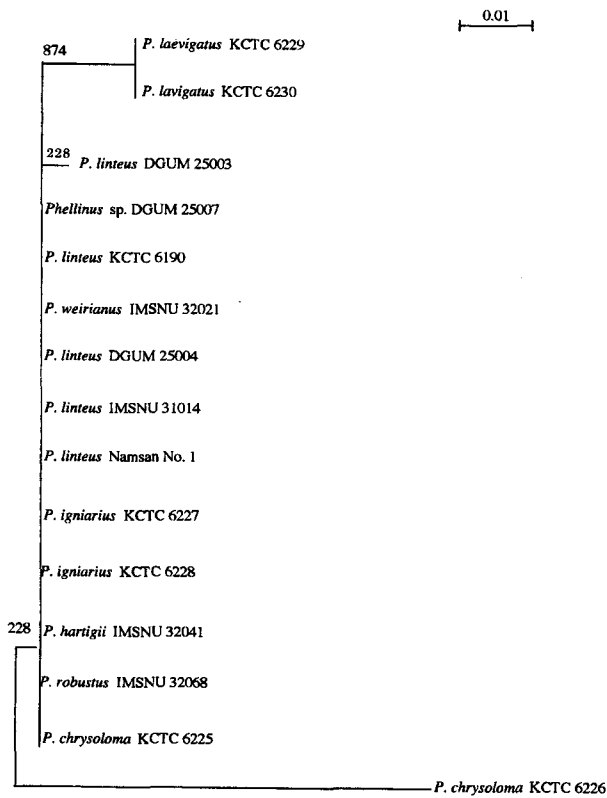 0.01
874
P. laevigatus KCTC 6229
P. lavigatus KCTC 6230
228
P. linteus DGUM 25003
Phellinus sp. DGUM 25007
P. linteus KCTC 6190
P. weirianus IMSNU 32021
P. linteus DGUM 25004
P. linteus IMSNU 31014
P. linteus Namsan No. 1
P. igniarius KCTC 6227
P. igniarius KCTC 6228
228
P. hartigii IMSNU 32041
P. robustus IMSNU 32068
P. chrysoloma KCTC 6225
P. chrysoloma KCTC 6226